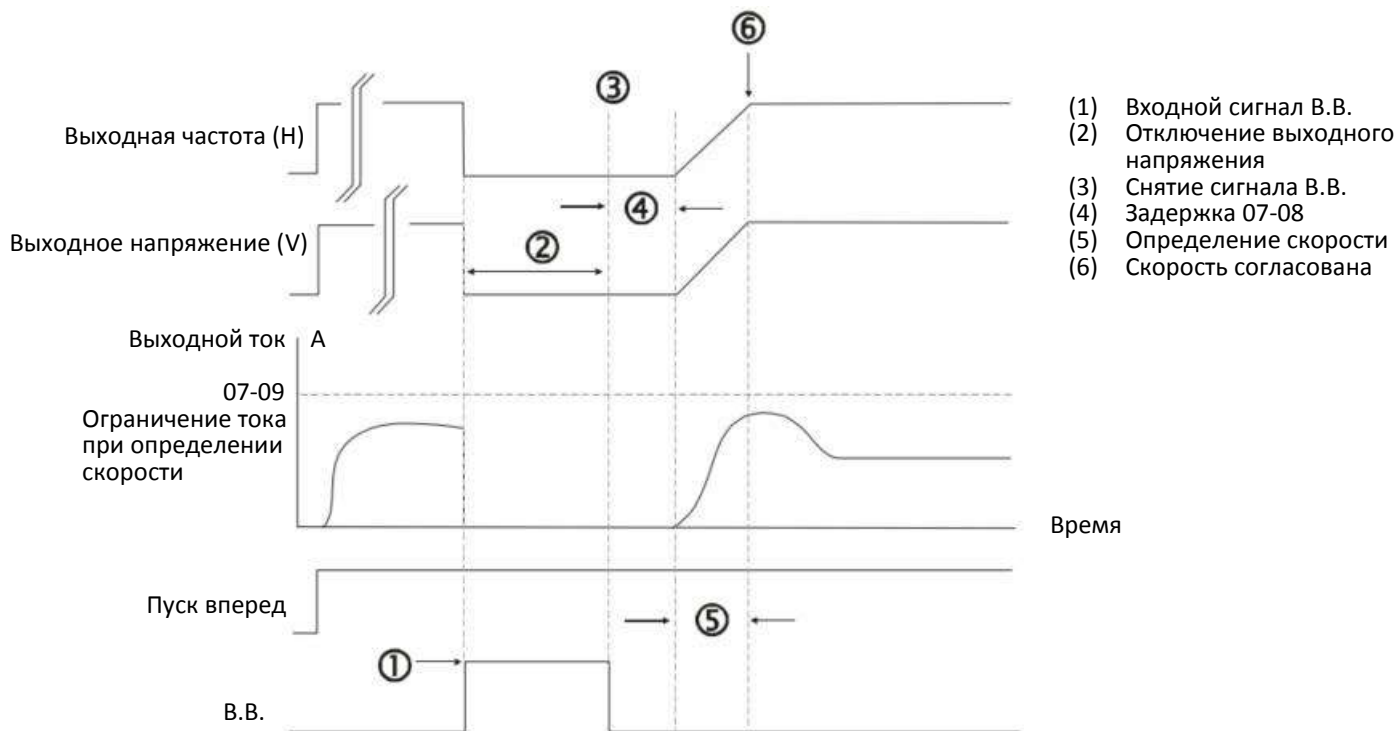 ⑥
③
Выходная частота (H)
④
Выходное напряжение (V)
②
Выходной ток A
07-09
Ограничение тока
при определении
скорости
Время
Пуск вперед
⑤
①
B.B.
(1) Входной сигнал B.B.
(2) Отключение выходного
напряжения
(3) Снятие сигнала B.B.
(4) Задержка 07-08
(5) Определение скорости
(6) Скорость согласована